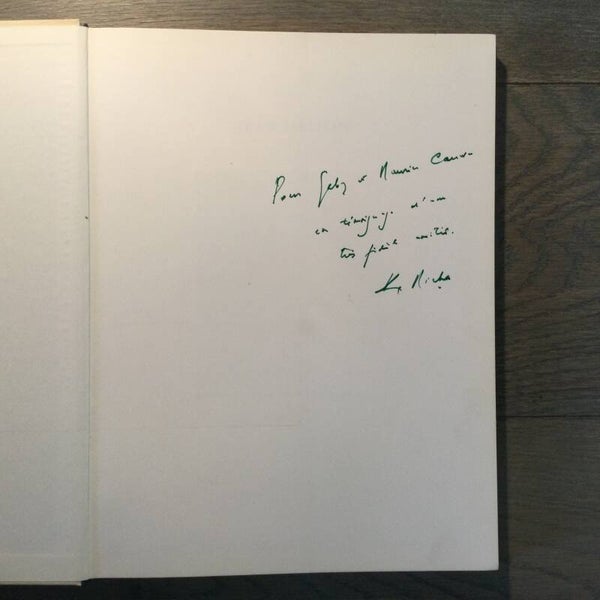 Pour Gaby et Maurice
en témoignage d'une
très fidèle amitié.